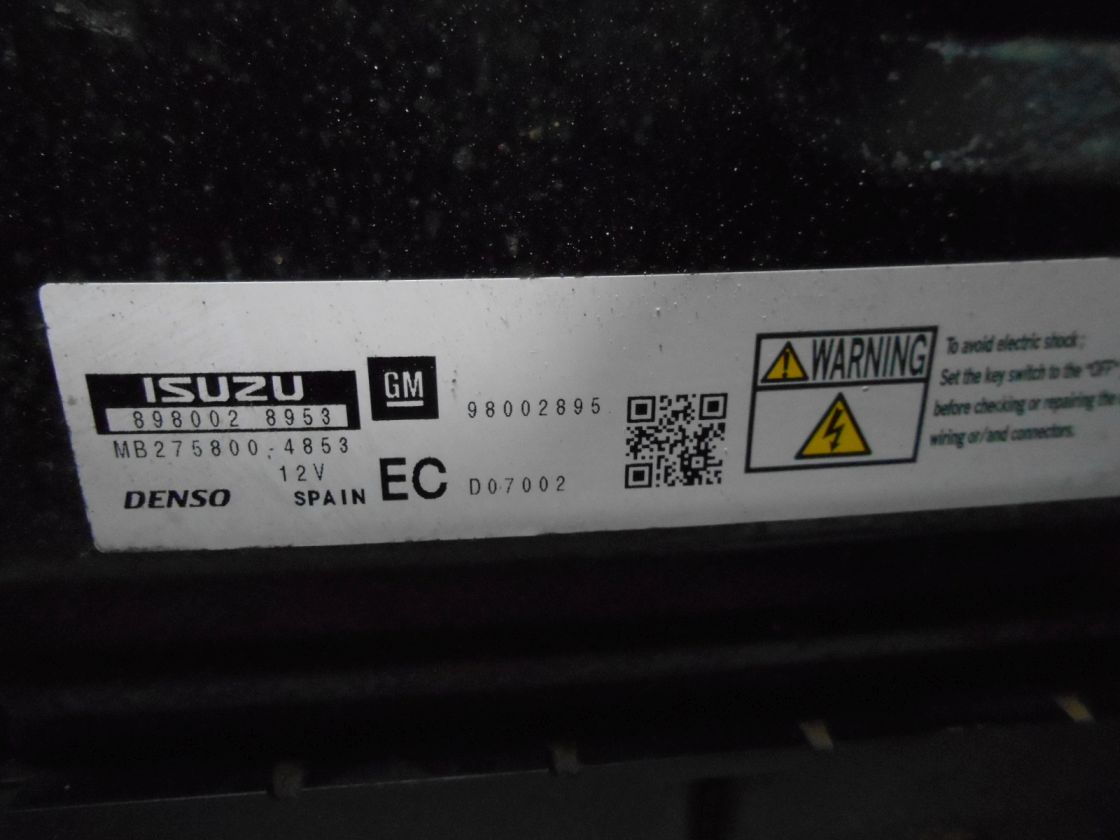 ISUZU
898002 8953
MB275800-4853
12V
DENSO
SPAIN
GM
EC
98002895
D07002
WARNING
To avoid electric shock;
Set the key switch to the "OFF"
before checking or repairing the
wiring or/and connectors.